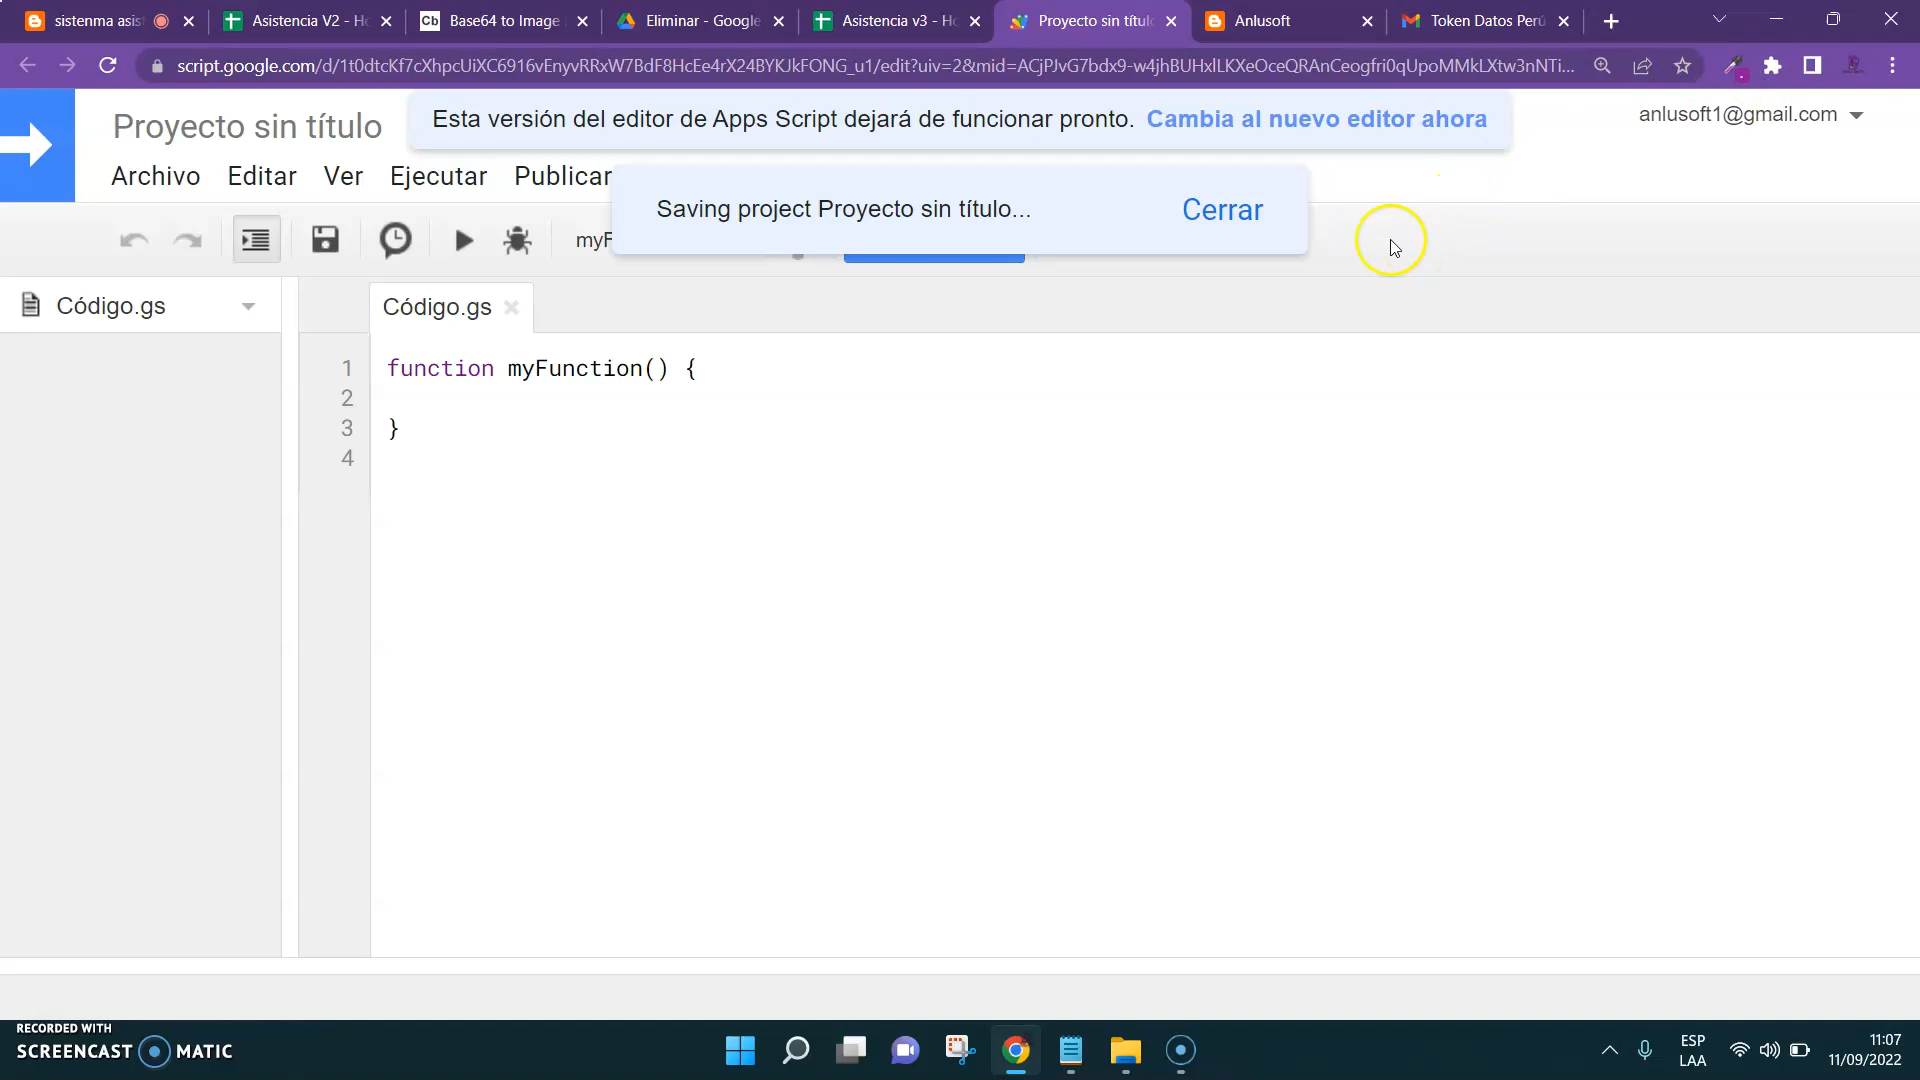 sistenma asis
Asistencia V2 - Ho
Cb Base64 to Image
Eliminar - Google
Asistencia v3 - Ho
Proyecto sin título
Anlusoft
Token Datos Perú
script.google.com/d/1t0dtcKf7cXhpcUiXC6916vEnyvRRxW7BdF8HcEe4rX24BYKJkFONG_u1/edit?uiv=2&mid=ACjPJvG7bdx9-w4jhBUHxlLKXeOceQRAnCeogfri0qUpoMMkLXtw3nNTi...
Proyecto sin título
Esta versión del editor de Apps Script dejará de funcionar pronto. Cambia al nuevo editor ahora
anlusoft1@gmail.com
Archivo Editar Ver Ejecutar Publicar
Saving project Proyecto sin título... Cerrar
myF
Código.gs
Código.gs
1 function myFunction() {
2
3 }
4
RECORDED WITH
SCREENCAST MATIC
ESP
LAA
11:07
11/09/2022